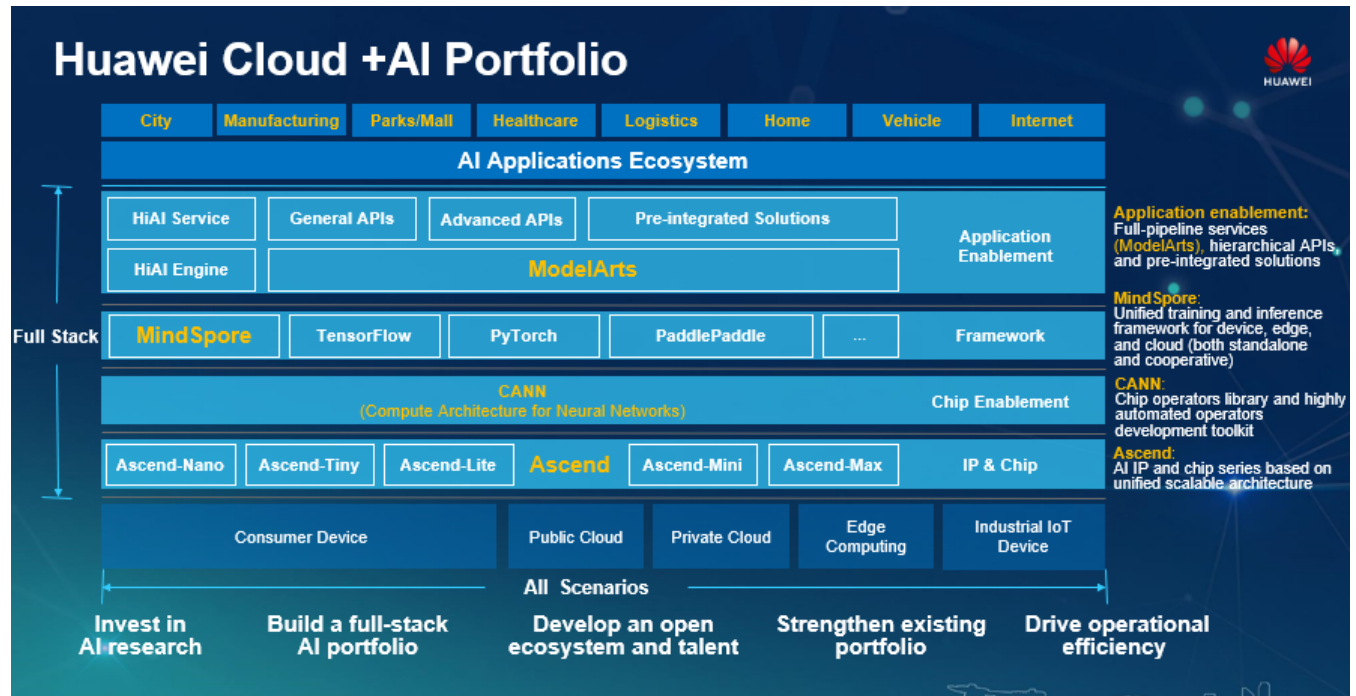 Huawei Cloud +AI Portfolio
HUAWEI
City
Manufacturing
Parks/Mall
Healthcare
Logistics
Home
Vehicle
Internet
AI Applications Ecosystem
Full Stack
HiAI Service
General APIs
Advanced APIs
Pre-integrated Solutions
HiAI Engine
ModelArts
Application
Enablement
Application enablement:
Full-pipeline services
(ModelArts), hierarchical APIs,
and pre-integrated solutions
MindSpore
TensorFlow
PyTorch
PaddlePaddle
...
Framework
MindSpore:
Unified training and inference
framework for device, edge,
and cloud (both standalone
and cooperative)
CANN
(Compute Architecture for Neural Networks)
Chip Enablement
CANN:
Chip operators library and highly
automated operators
development toolkit
Ascend-Nano
Ascend-Tiny
Ascend-Lite
Ascend
Ascend-Mini
Ascend-Max
IP & Chip
Ascend:
AI IP and chip series based on
unified scalable architecture
Consumer Device
Public Cloud
Private Cloud
Edge
Computing
Industrial IoT
Device
All Scenarios
Invest in
AI research
Build a full-stack
AI portfolio
Develop an open
ecosystem and talent
Strengthen existing
portfolio
Drive operational
efficiency